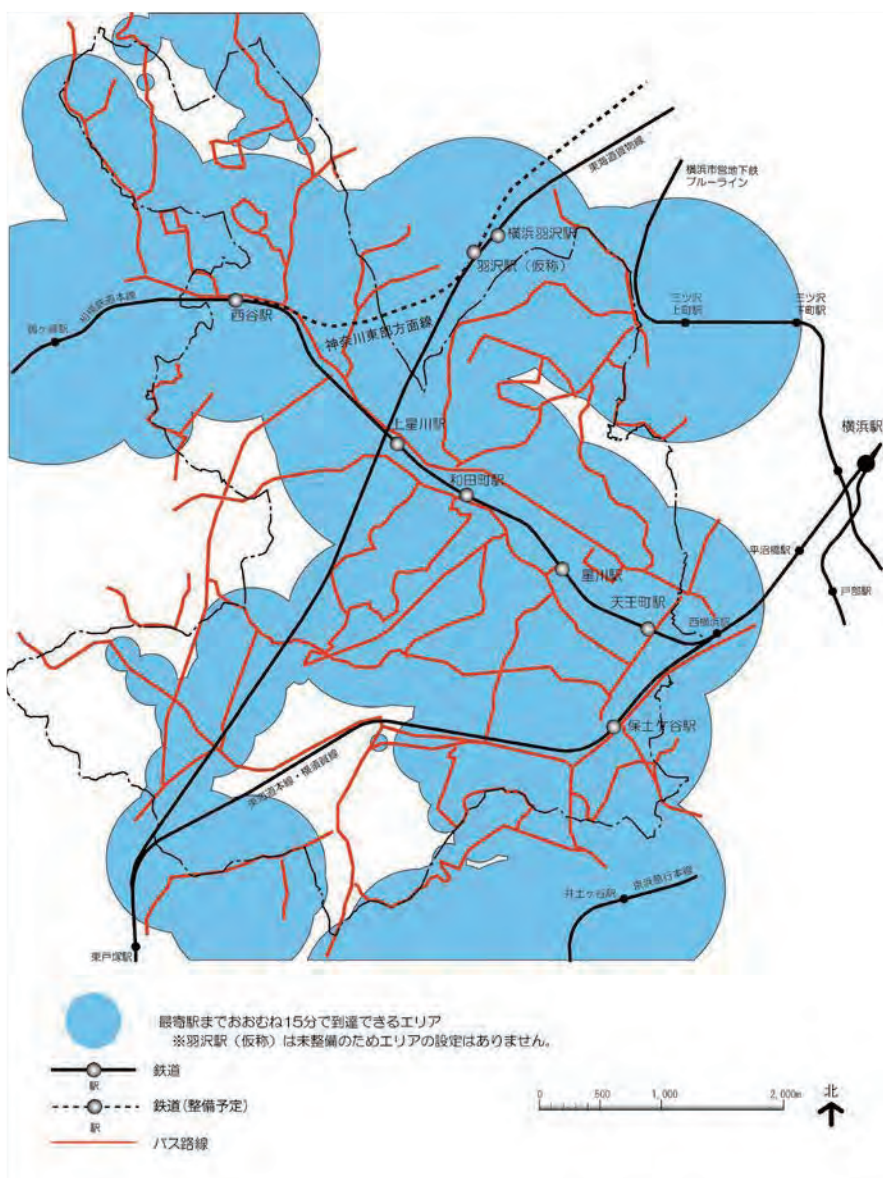 東海道貨物線
横浜市営地下鉄
ブルーライン
横浜羽沢駅
羽沢駅（仮称）
相模鉄道本線
西谷駅
鶴ヶ峰駅
神奈川東部方面線
三ツ沢
上町駅
三ツ沢
下町駅
上星川駅
横浜駅
和田町駅
平沼橋駅
星川駅
天王町駅
戸部駅
西横浜駅
保土ケ谷駅
東海道本線・横須賀線
井土ヶ谷駅
京浜急行本線
東戸塚駅
最寄駅までおおむね15分で到達できるエリア
※羽沢駅（仮称）は未整備のためエリアの設定はありません。
鉄道
駅
鉄道（整備予定）
駅
バス路線
0 500 1,000 2,000m
北